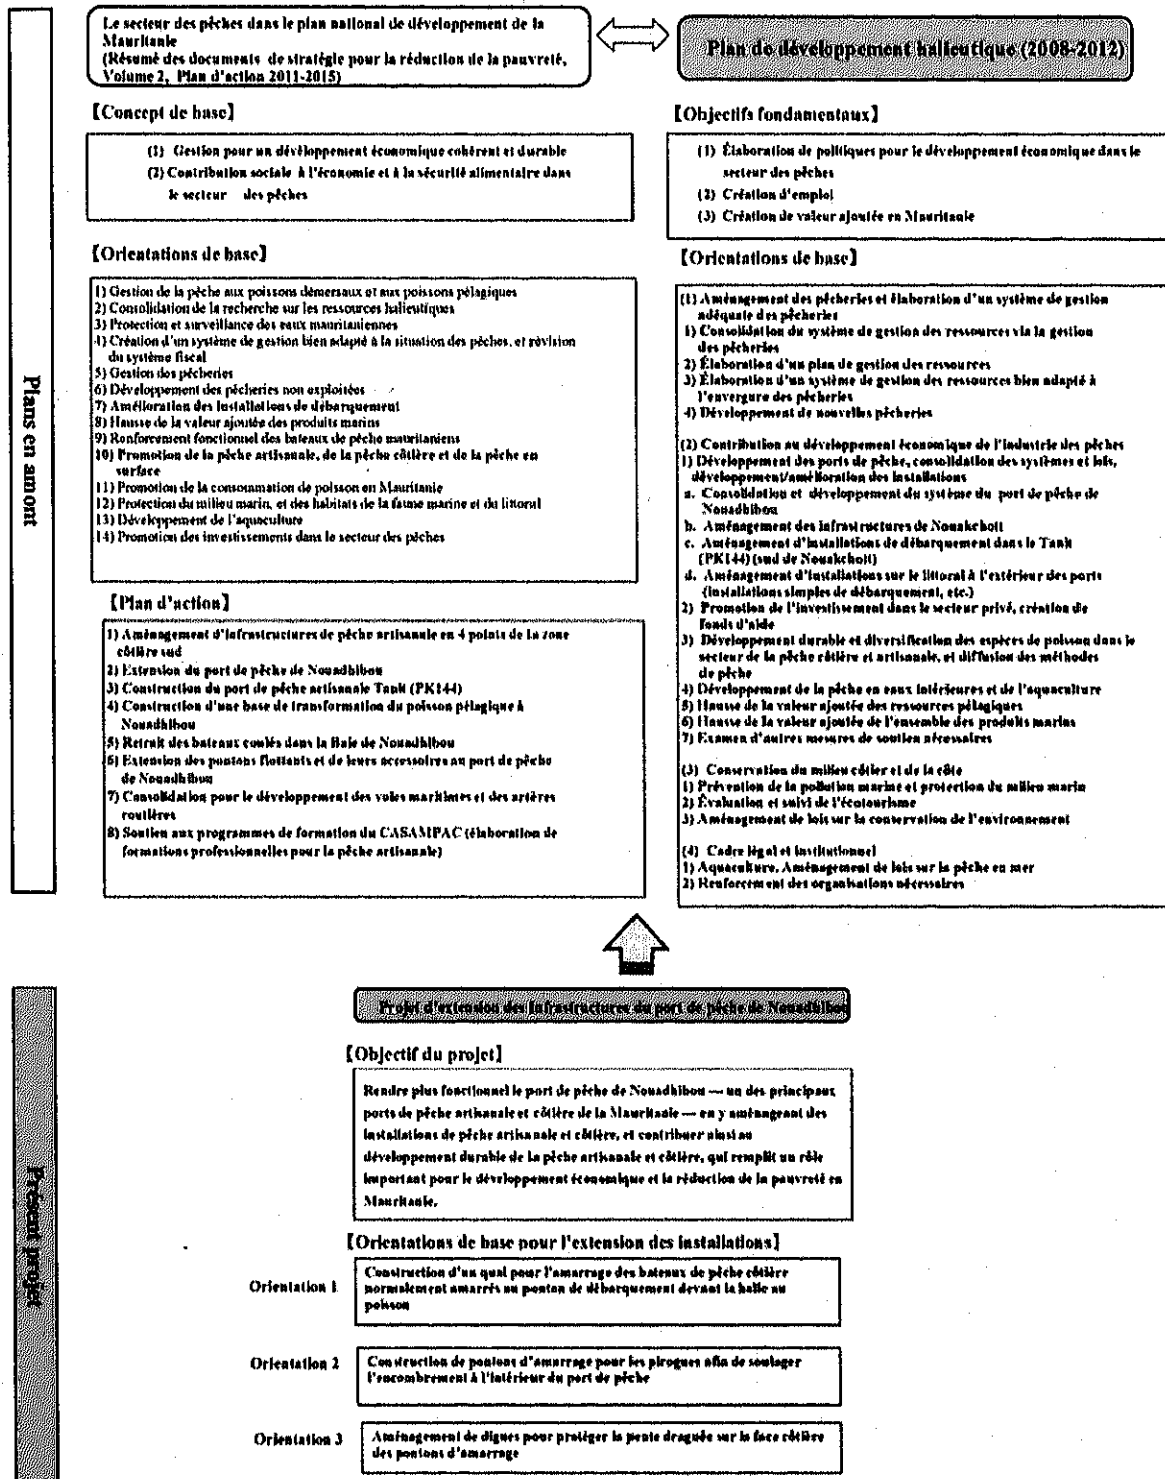 Plans en amont
Le secteur des pêches dans le plan national de développement de la
Mauritanie
(Résumé des documents de stratégie pour la réduction de la pauvreté,
Volume 2, Plan d'action 2011-2015)
【Concept de base】
(1) Gestion pour un développement économique cohérent et durable
(2) Contribution sociale à l'économie et à la sécurité alimentaire dans
le secteur des pêches
【Orientations de base】
1) Gestion de la pêche aux poissons démersaux et aux poissons pélagiques
2) Consolidation de la recherche sur les ressources halieutiques
3) Protection et surveillance des eaux mauritaniennes
4) Création d'un système de gestion bien adapté à la situation des pêches, et révision
du système fiscal
5) Gestion des pêcheries
6) Développement des pêcheries non exploitées
7) Amélioration des installations de débarquement
8) Hausse de la valeur ajoutée des produits marins
9) Renforcement fonctionnel des bateaux de pêche mauritaniens
10) Promotion de la pêche artisanale, de la pêche côtière et de la pêche en
surface
11) Promotion de la consommation de poisson en Mauritanie
12) Protection du milieu marin, et des habitats de la faune marine et du littoral
13) Développement de l'aquaculture
14) Promotion des investissements dans le secteur des pêches
【Plan d'action】
1) Aménagement d'infrastructures de pêche artisanale en 4 points de la zone
côtière sud
2) Extension du port de pêche de Nouadhibou
3) Construction du port de pêche artisanale Tanit (PK144)
4) Construction d'une base de transformation du poisson pélagique à
Nouadhibou
5) Retrait des bateaux coulés dans la Baie de Nouadhibou
6) Extension des pontons flottants et de leurs accessoires au port de pêche
de Nouadhibou
7) Consolidation pour le développement des voies maritimes et des artères
routières
8) Soutien aux programmes de formation du CASAMPAC (élaboration de
formations professionnelles pour la pêche artisanale)
Plan de développement halieutique (2008-2012)
【Objectifs fondamentaux】
(1) Élaboration de politiques pour le développement économique dans le
secteur des pêches
(2) Création d'emploi
(3) Création de valeur ajoutée en Mauritanie
【Orientations de base】
(1) Aménagement des pêcheries et élaboration d'un système de gestion
adéquate des pêcheries
1) Consolidation du système de gestion des ressources via la gestion
des pêcheries
2) Élaboration d'un plan de gestion des ressources
3) Élaboration d'un système de gestion des ressources bien adapté à
l'envergure des pêcheries
4) Développement de nouvelles pêcheries
(2) Contribution au développement économique de l'industrie des pêches
1) Développement des ports de pêche, consolidation des systèmes et lois,
développement/amélioration des installations
a. Consolidation et développement du système du port de pêche de
Nouadhibou
b. Aménagement des infrastructures de Nouakchott
c. Aménagement d'installations de débarquement dans le Tanit
(PK144) (sud de Nouakchott)
d. Aménagement d'installations sur le littoral à l'extérieur des ports
(installations simples de débarquement, etc.)
2) Promotion de l'investissement dans le secteur privé, création de
fonds d'aide
3) Développement durable et diversification des espèces de poisson dans le
secteur de la pêche côtière et artisanale, et diffusion des méthodes
de pêche
4) Développement de la pêche en eaux intérieures et de l'aquaculture
5) Hausse de la valeur ajoutée des ressources pélagiques
6) Hausse de la valeur ajoutée de l'ensemble des produits marins
7) Examen d'autres mesures de soutien nécessaires
(3) Conservation du milieu côtier et de la côte
1) Prévention de la pollution marine et protection du milieu marin
2) Évaluation et suivi de l'écotourisme
3) Aménagement de lois sur la conservation de l'environnement
(4) Cadre légal et institutionnel
1) Aquaculture, Aménagement de lois sur la pêche en mer
2) Renforcement des organisations nécessaires
Présent projet
Projet d'extension des infrastructures du port de pêche de Nouadhibou
【Objectif du projet】
Rendre plus fonctionnel le port de pêche de Nouadhibou — un des principaux
ports de pêche artisanale et côtière de la Mauritanie — en y aménageant des
installations de pêche artisanale et côtière, et contribuer ainsi au
développement durable de la pêche artisanale et côtière, qui remplit un rôle
important pour le développement économique et la réduction de la pauvreté en
Mauritanie.
【Orientations de base pour l'extension des installations】
Orientation 1
Construction d'un quai pour l'amarrage des bateaux de pêche côtière
normalement amarrés au ponton de débarquement devant la halle au
poisson
Orientation 2
Construction de pontons d'amarrage pour les pirogues afin de soulager
l'encombrement à l'intérieur du port de pêche
Orientation 3
Aménagement de digues pour protéger la pente draguée sur la face côtière
des pontons d'amarrage